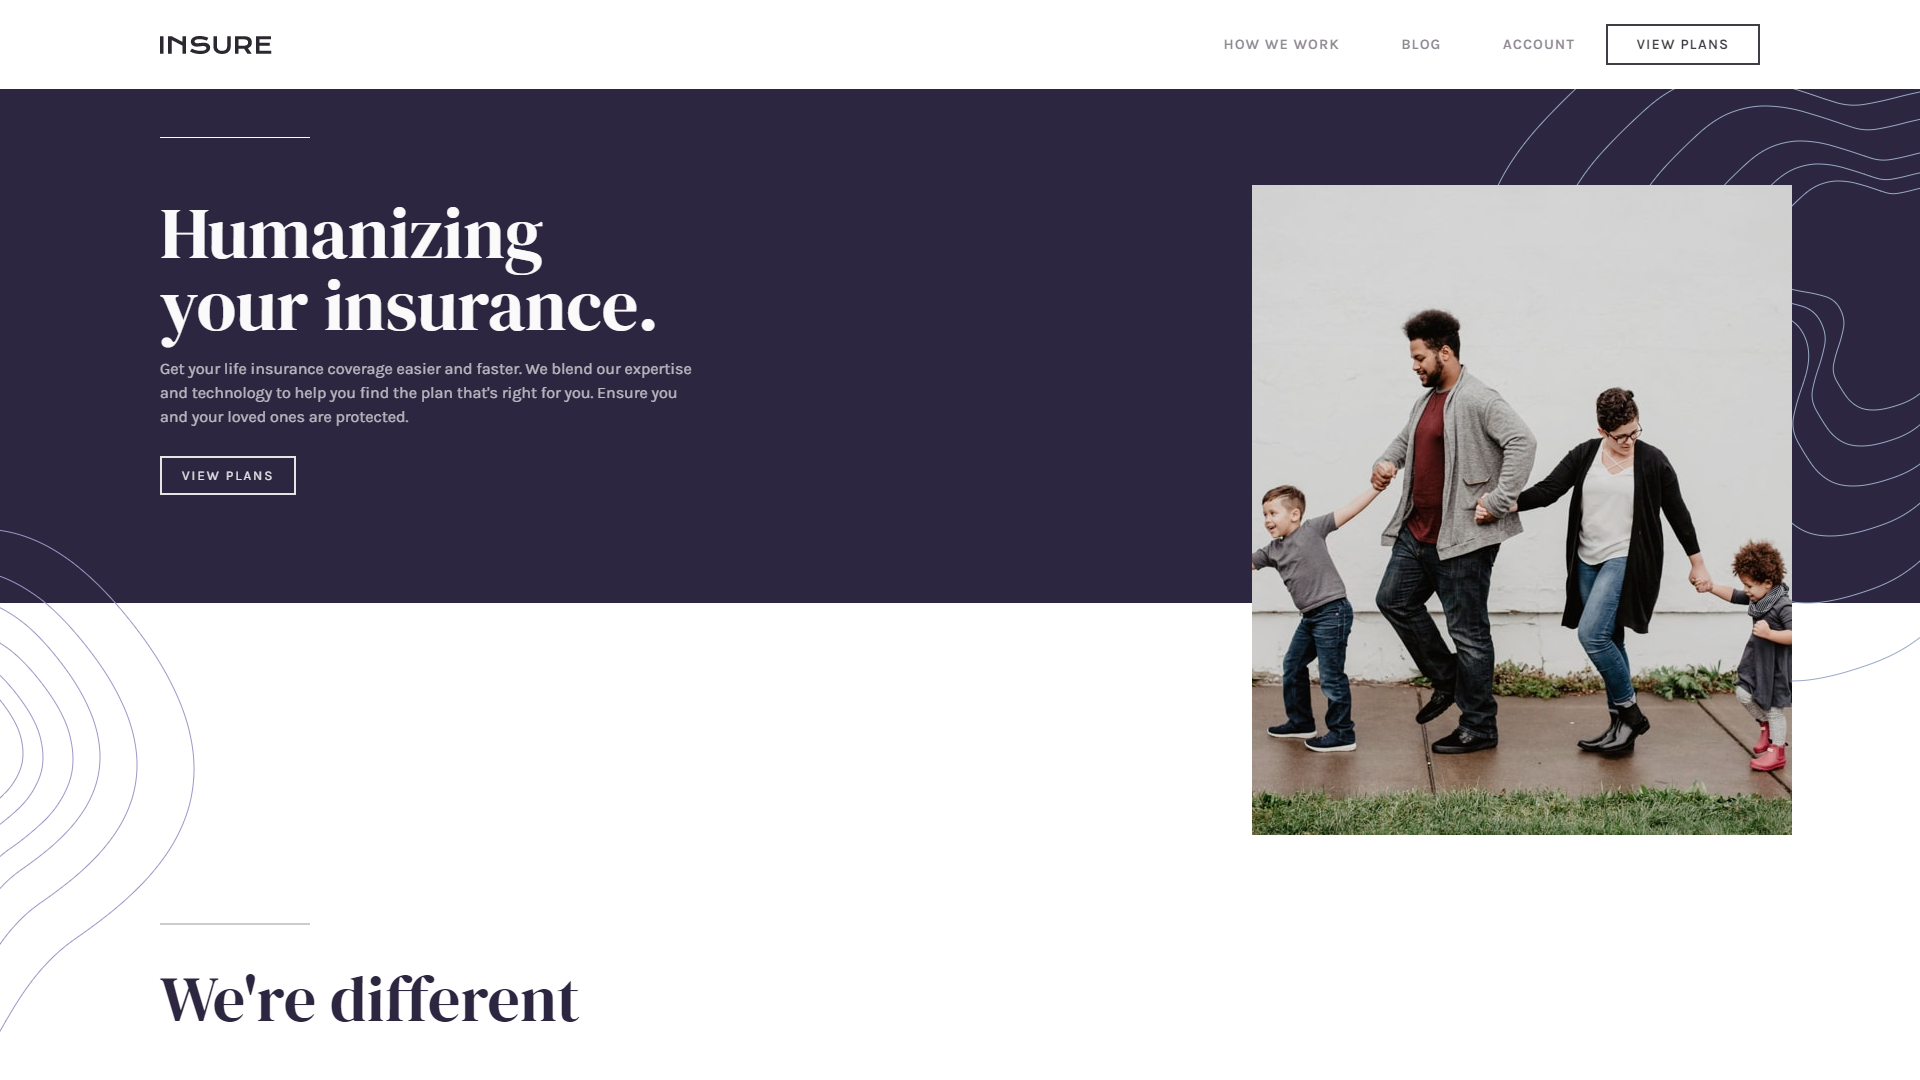 INSURE
HOW WE WORK
BLOG
ACCOUNT
VIEW PLANS
Humanizing
your insurance.
Get your life insurance coverage easier and faster. We blend our expertise
and technology to help you find the plan that's right for you. Ensure you
and your loved ones are protected.
VIEW PLANS
We're different